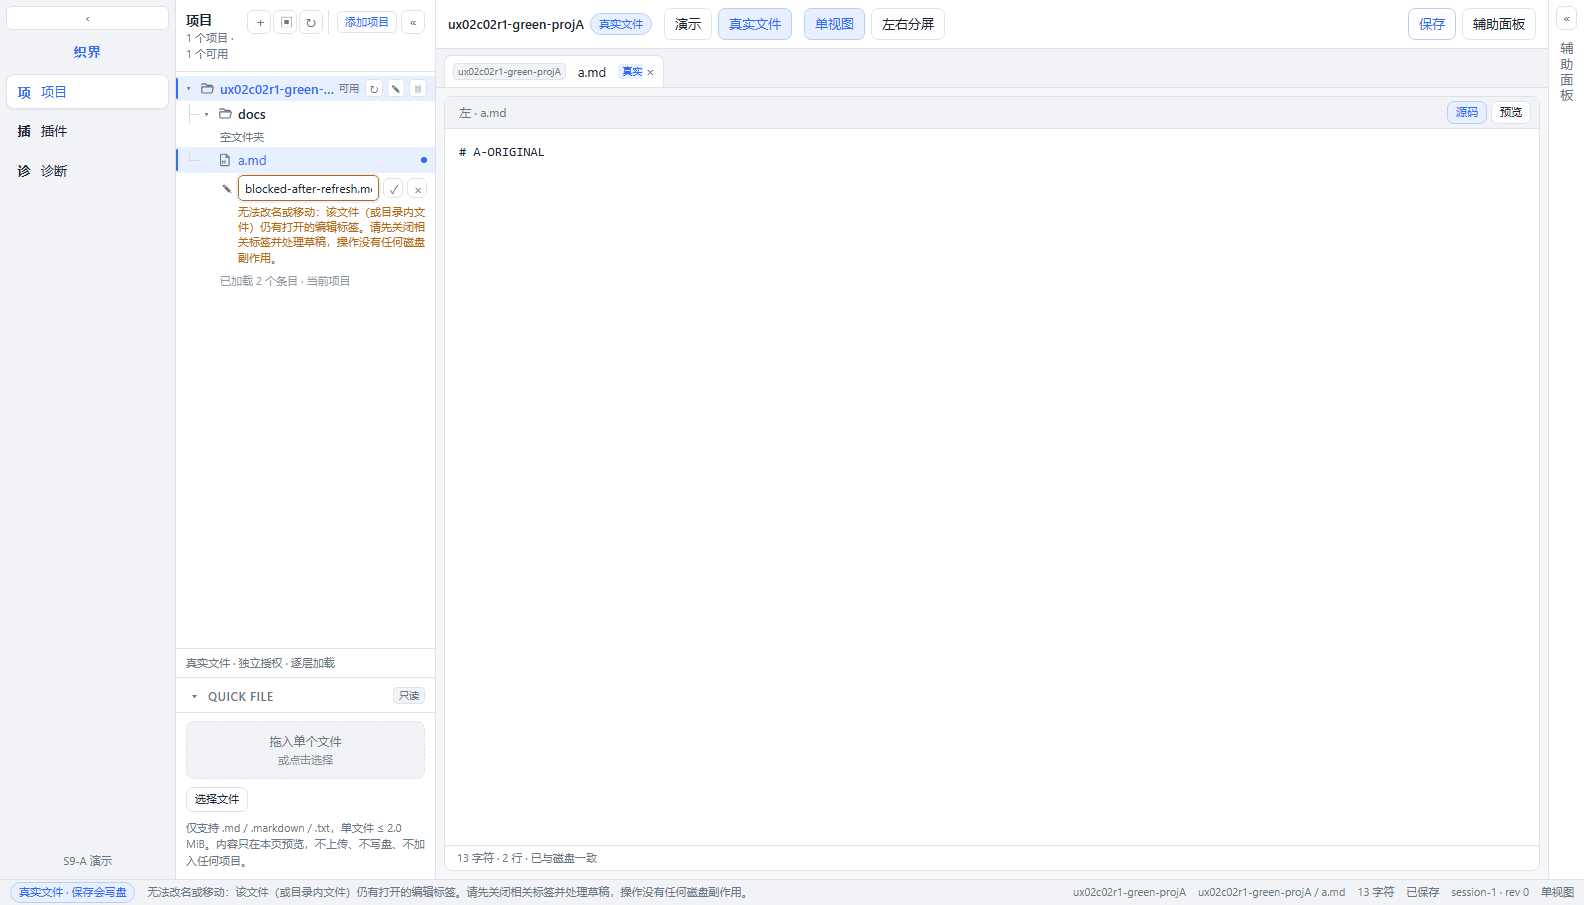 ‹
织界
项 项目
插 插件
诊 诊断
S9-A 演示
项目
1 个项目 ·
1 个可用
+ ▣ ↻ 添加项目 «
▾ ux02c02r1-green-... 可用 ↻
▾ docs
空文件夹
a.md
blocked-after-refresh.mc ✓ ×
无法改名或移动：该文件（或目录内文
件）仍有打开的编辑标签。请先关闭相
关标签并处理草稿，操作没有任何磁盘
副作用。
已加载 2 个条目 · 当前项目
真实文件 · 独立授权 · 逐层加载
▾ QUICK FILE 只读
拖入单个文件
或点击选择
选择文件
仅支持 .md / .markdown / .txt，单文件 ≤ 2.0
MiB。内容只在本页预览，不上传、不写盘、不加
入任何项目。
ux02c02r1-green-projA 真实文件 演示 真实文件 单视图 左右分屏 保存 辅助面板
ux02c02r1-green-projA a.md 真实 ×
左 · a.md 源码 预览
# A-ORIGINAL
13 字符 · 2 行 · 已与磁盘一致
«
辅助面板
真实文件 · 保存会写盘 无法改名或移动：该文件（或目录内文件）仍有打开的编辑标签。请先关闭相关标签并处理草稿，操作没有任何磁盘副作用。 ux02c02r1-green-projA ux02c02r1-green-projA / a.md 13 字符 已保存 session-1 · rev 0 单视图